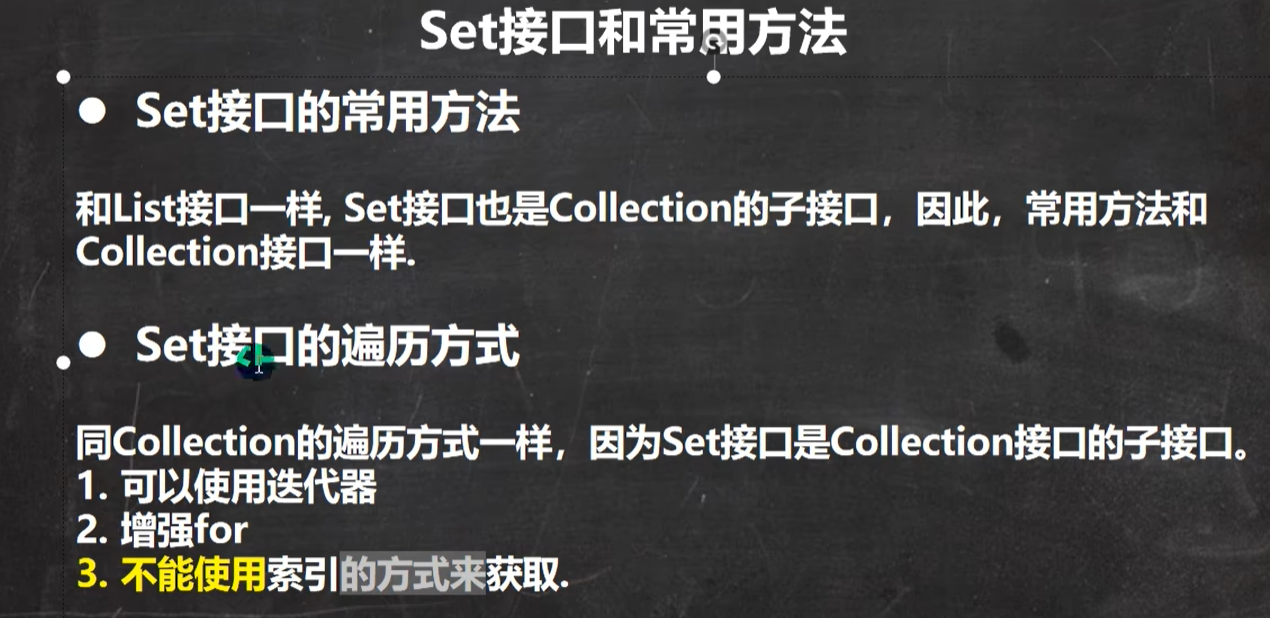 Set接口和常用方法
● Set接口的常用方法
和List接口一样, Set接口也是Collection的子接口，因此，常用方法和
Collection接口一样.
● Set接口的遍历方式
同Collection的遍历方式一样，因为Set接口是Collection接口的子接口。
1. 可以使用迭代器
2. 增强for
3. 不能使用索引的方式来获取.